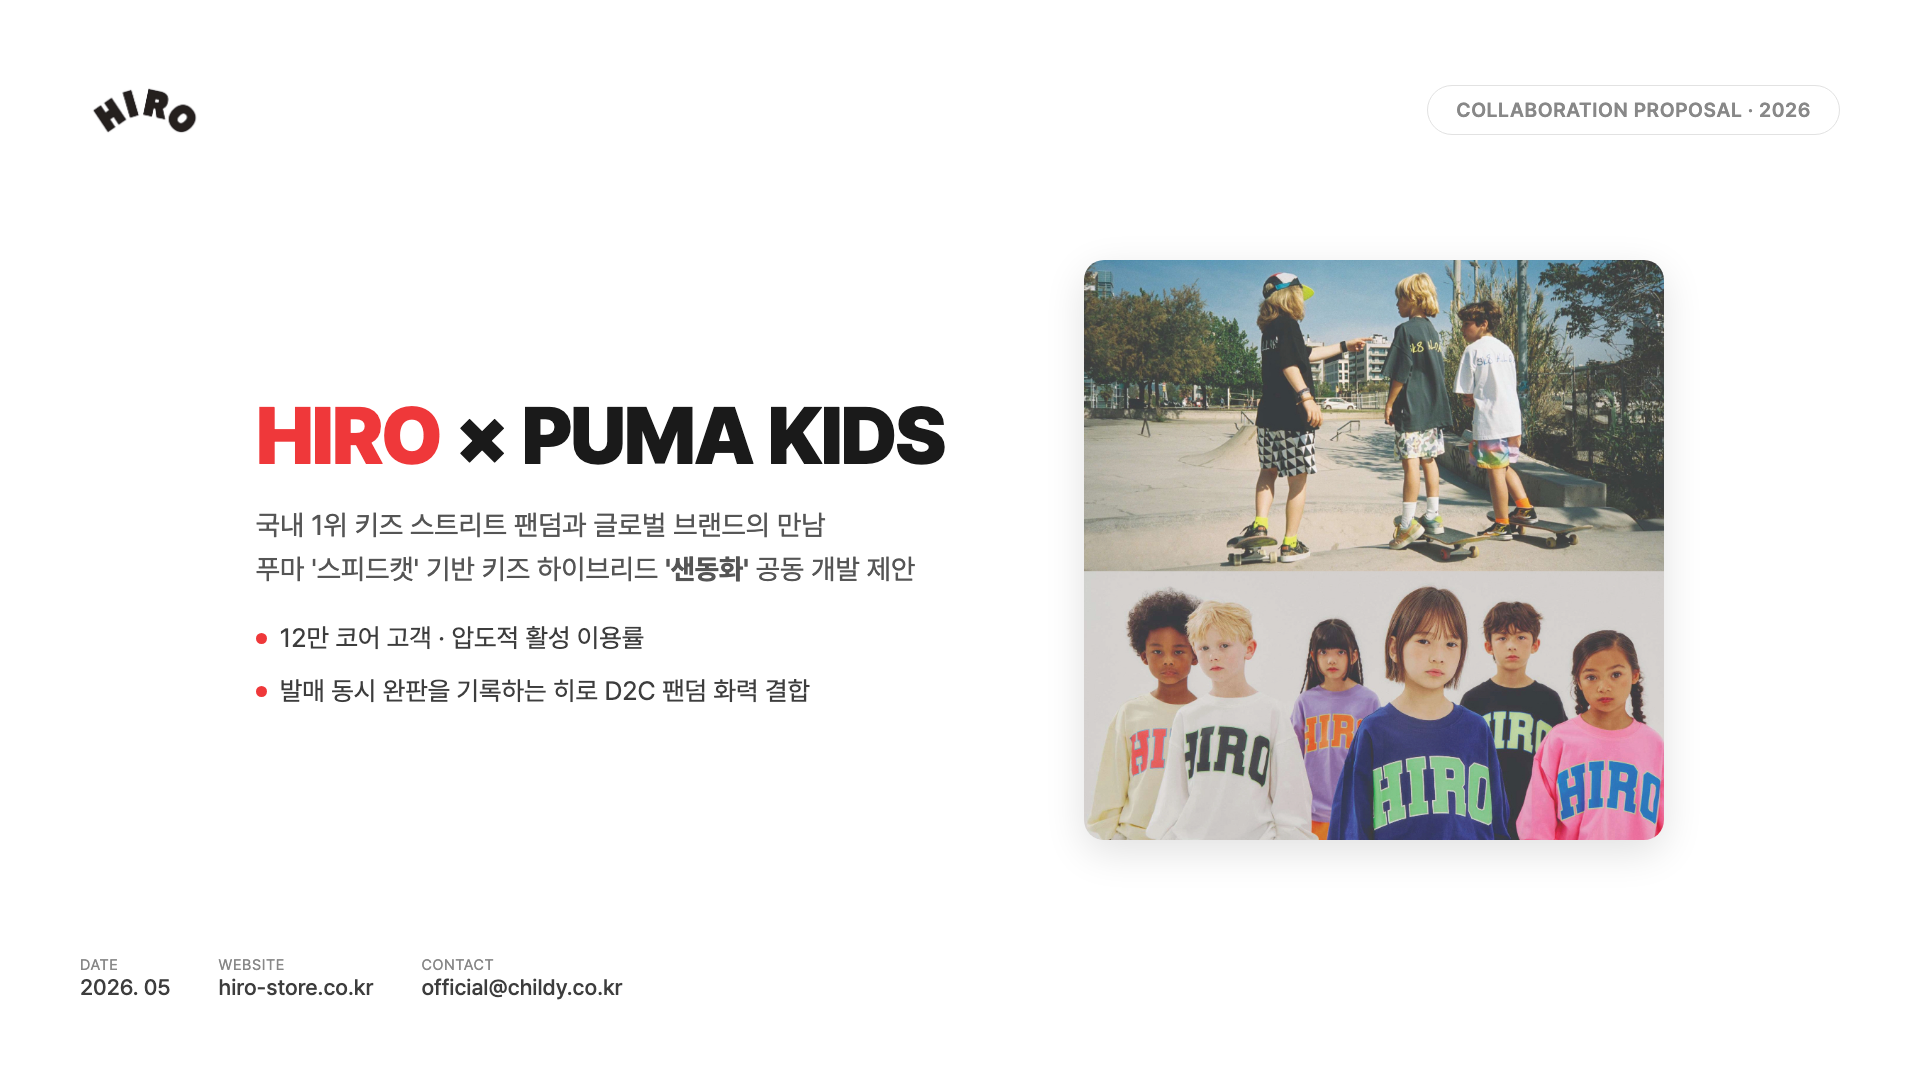 HIRO
COLLABORATION PROPOSAL · 2026
HIRO × PUMA KIDS
국내 1위 키즈 스트리트 팬덤과 글로벌 브랜드의 만남
푸마 '스피드캣' 기반 키즈 하이브리드 '샌동화' 공동 개발 제안
12만 코어 고객 · 압도적 활성 이용률
발매 동시 완판을 기록하는 히로 D2C 팬덤 화력 결합
HI
HIRO
HIRO
HIRO
HIRO
HIRO
DATE
2026. 05
WEBSITE
hiro-store.co.kr
CONTACT
official@childy.co.kr